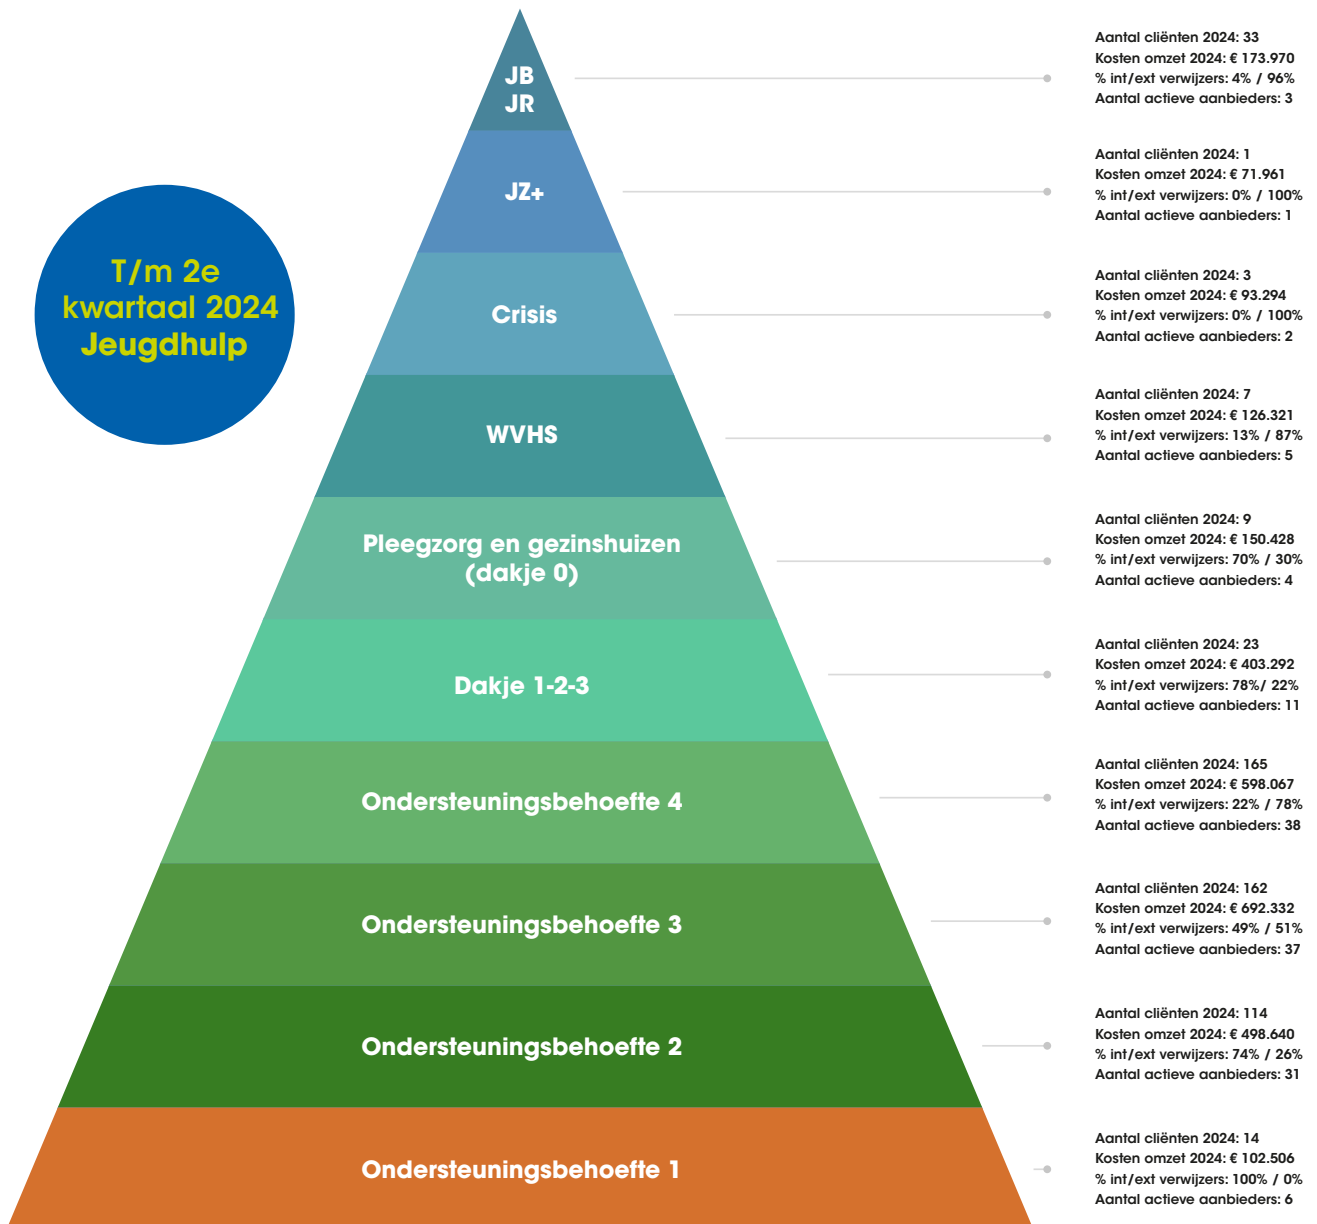 T/m 2e
kwartaal 2024
Jeugdhulp
JB
JR
Aantal cliënten 2024: 33
Kosten omzet 2024: € 173.970
% int/ext verwijzers: 4% / 96%
Aantal actieve aanbieders: 3
JZ+
Aantal cliënten 2024: 1
Kosten omzet 2024: € 71.961
% int/ext verwijzers: 0% / 100%
Aantal actieve aanbieders: 1
Crisis
Aantal cliënten 2024: 3
Kosten omzet 2024: € 93.294
% int/ext verwijzers: 0% / 100%
Aantal actieve aanbieders: 2
WVHS
Aantal cliënten 2024: 7
Kosten omzet 2024: € 126.321
% int/ext verwijzers: 13% / 87%
Aantal actieve aanbieders: 5
Pleegzorg en gezinshuizen
(dakje 0)
Aantal cliënten 2024: 9
Kosten omzet 2024: € 150.428
% int/ext verwijzers: 70% / 30%
Aantal actieve aanbieders: 4
Dakje 1-2-3
Aantal cliënten 2024: 23
Kosten omzet 2024: € 403.292
% int/ext verwijzers: 78%/ 22%
Aantal actieve aanbieders: 11
Ondersteuningsbehoefte 4
Aantal cliënten 2024: 165
Kosten omzet 2024: € 598.067
% int/ext verwijzers: 22% / 78%
Aantal actieve aanbieders: 38
Ondersteuningsbehoefte 3
Aantal cliënten 2024: 162
Kosten omzet 2024: € 692.332
% int/ext verwijzers: 49% / 51%
Aantal actieve aanbieders: 37
Ondersteuningsbehoefte 2
Aantal cliënten 2024: 114
Kosten omzet 2024: € 498.640
% int/ext verwijzers: 74% / 26%
Aantal actieve aanbieders: 31
Ondersteuningsbehoefte 1
Aantal cliënten 2024: 14
Kosten omzet 2024: € 102.506
% int/ext verwijzers: 100% / 0%
Aantal actieve aanbieders: 6